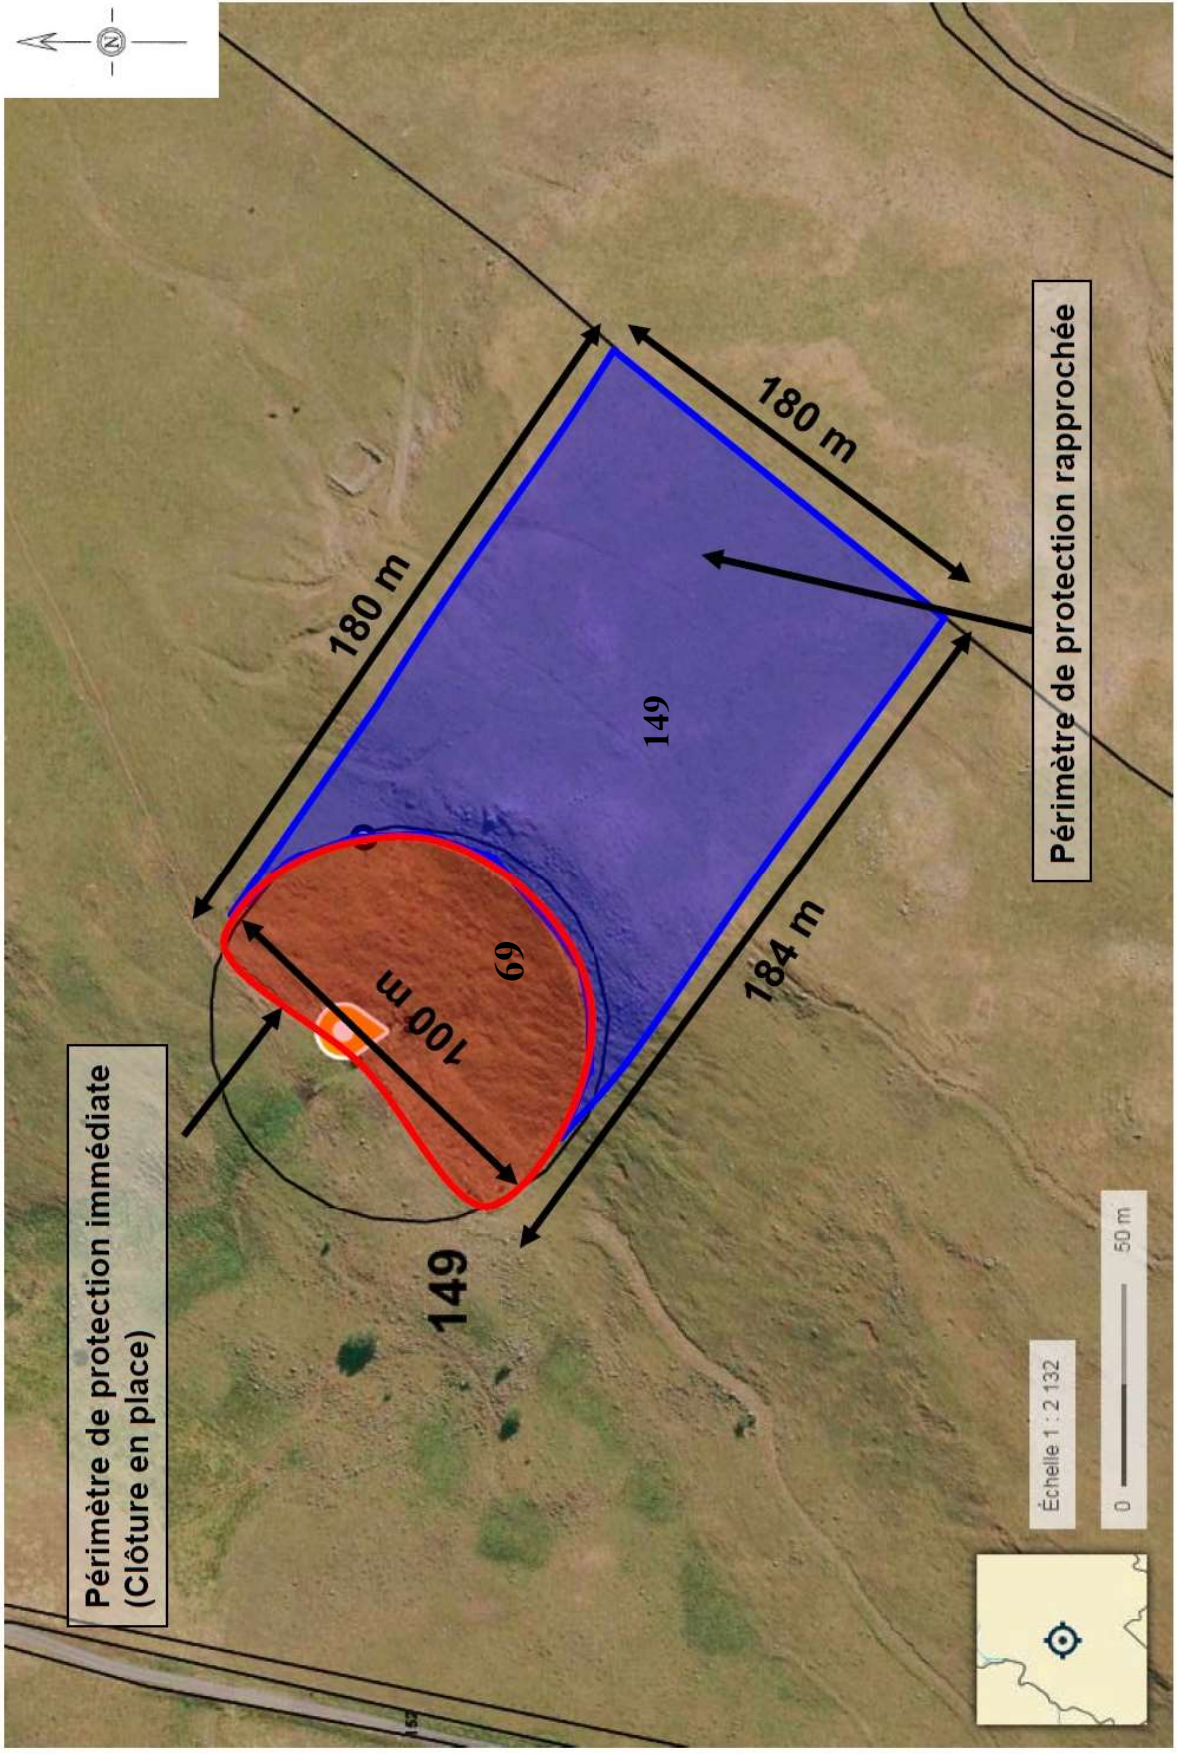 N
Périmètre de protection immédiate
(Clôture en place)
180 m
180 m
100 m
69
149
149
184 m
Périmètre de protection rapprochée
Échelle 1 : 2 132
0 50 m
152